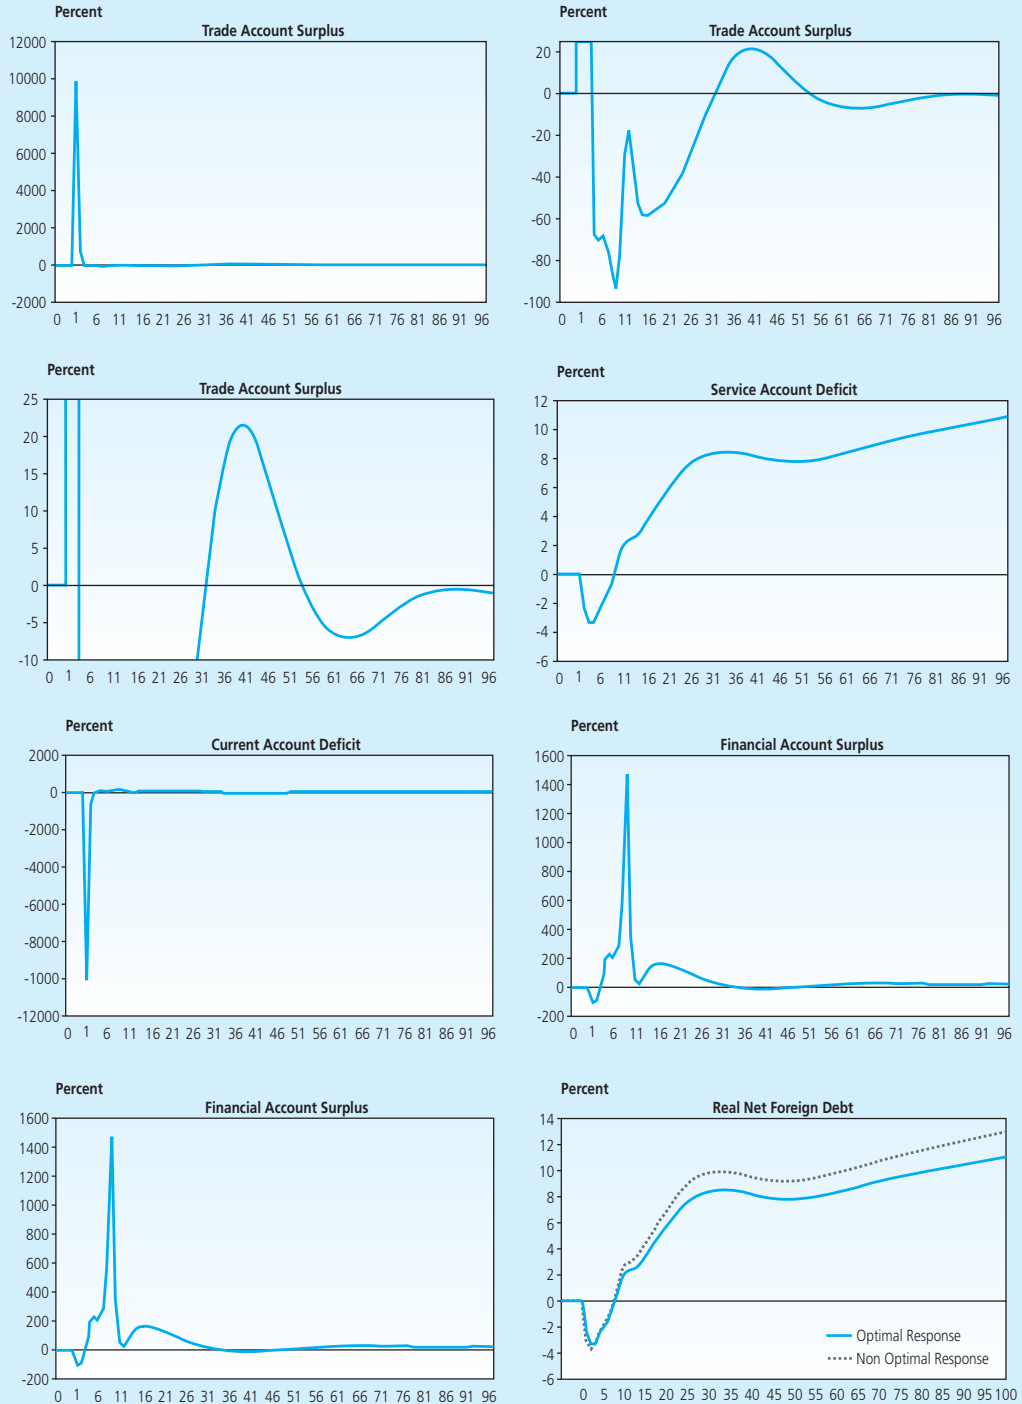 Percent
Trade Account Surplus
12000
10000
8000
6000
4000
2000
0
-2000
0 1 6 11 16 21 26 31 36 41 46 51 56 61 66 71 76 81 86 91 96
Percent
Trade Account Surplus
20
0
-20
-40
-60
-80
-100
0 1 6 11 16 21 26 31 36 41 46 51 56 61 66 71 76 81 86 91 96
Percent
Trade Account Surplus
25
20
15
10
5
0
-5
-10
0 1 6 11 16 21 26 31 36 41 46 51 56 61 66 71 76 81 86 91 96
Percent
Service Account Deficit
12
10
8
6
4
2
0
-2
-4
-6
0 1 6 11 16 21 26 31 36 41 46 51 56 61 66 71 76 81 86 91 96
Percent
Current Account Deficit
2000
0
-2000
-4000
-6000
-8000
-1000
-12000
0 1 6 11 16 21 26 31 36 41 46 51 56 61 66 71 76 81 86 91 96
Percent
Financial Account Surplus
1600
1400
1200
1000
800
600
400
200
0
-200
0 1 6 11 16 21 26 31 36 41 46 51 56 61 66 71 76 81 86 91 96
Percent
Financial Account Surplus
1600
1400
1200
1000
800
600
400
200
0
-200
0 1 6 11 16 21 26 31 36 41 46 51 56 61 66 71 76 81 86 91 96
Percent
Real Net Foreign Debt
14
12
10
8
6
4
2
0
-2
-4
-6
Optimal Response
Non Optimal Response
0 5 10 15 20 25 30 35 40 45 50 55 60 65 70 75 80 85 90 95 100